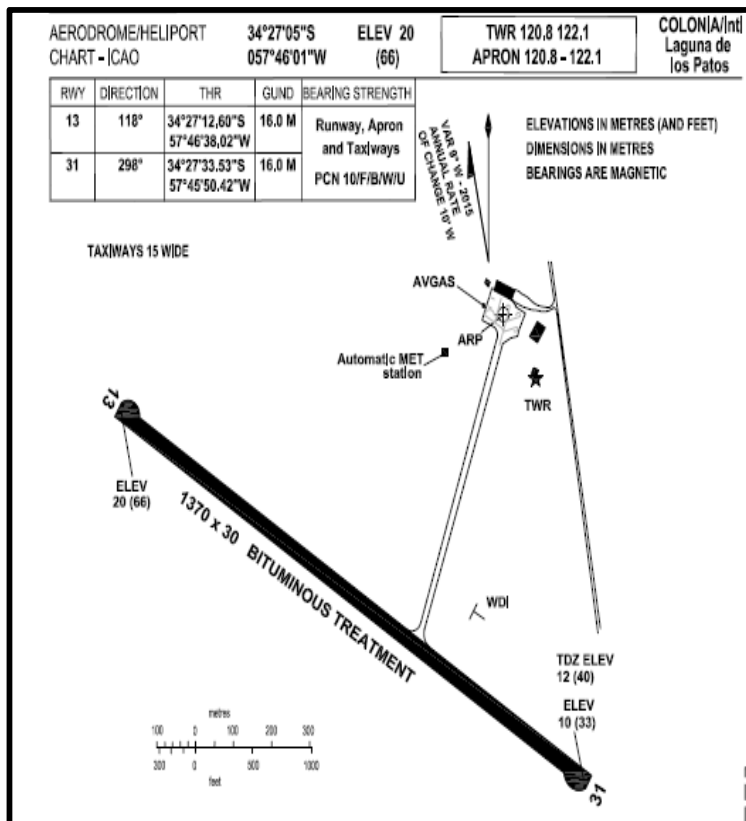 AERODROME/HELIPORT 34°27'05"S ELEV 20 TWR 120,8 122,1 COLONIA/Intl
CHART - ICAO 057°46'01"W (66) APRON 120.8 - 122.1 Laguna de
los Patos
RWY DIRECTION THR GUND BEARING STRENGTH
13 118° 34°27'12,60"S 16.0 M Runway, Apron
57°46'38,02"W and Taxiways
31 298° 34°27'33.53"S 16,0 M PCN 10/F/B/W/U
57°45'50.42"W
VAR 9° W - 2015
ANNUAL RATE
OF CHANGE 10' W
ELEVATIONS IN METRES (AND FEET)
DIMENSIONS IN METRES
BEARINGS ARE MAGNETIC
TAXIWAYS 15 WIDE
AVGAS
ARP
Automatic MET
station
TWR
13
ELEV
20 (66)
1370 x 30 BITUMINOUS TREATMENT
WDI
TDZ ELEV
12 (40)
ELEV
10 (33)
31
metres
100 0 100 200 300
300 0 500 1000
feet